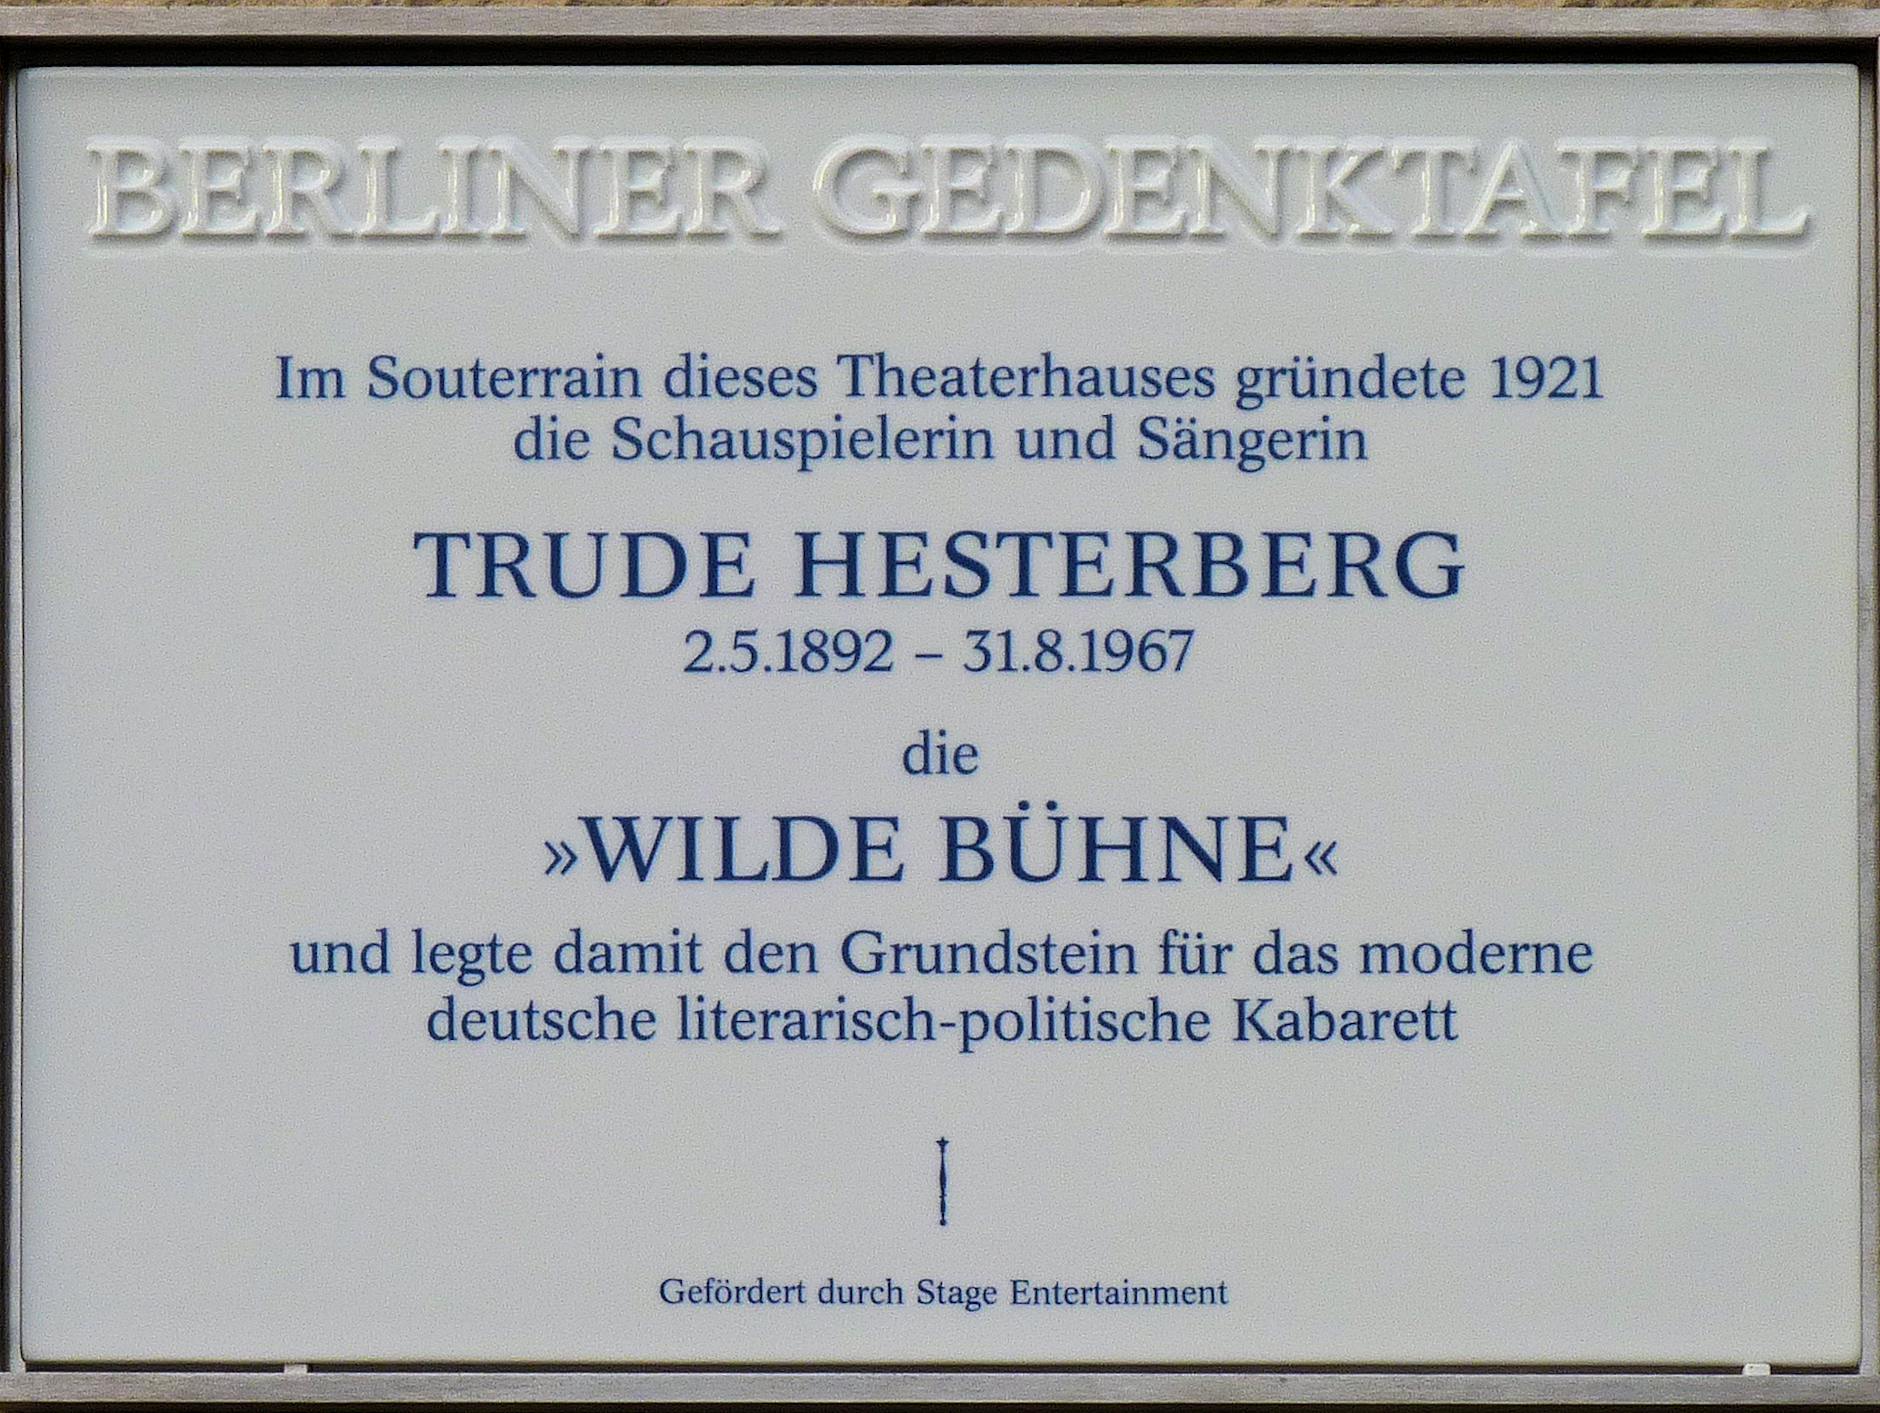 BERLINER GEDENKTAFEL
Im Souterrain dieses Theaterhauses gründete 1921
die Schauspielerin und Sängerin
TRUDE HESTERBERG
2.5.1892 – 31.8.1967
die
»WILDE BÜHNE«
und legte damit den Grundstein für das moderne
deutsche literarisch-politische Kabarett
Gefördert durch Stage Entertainment